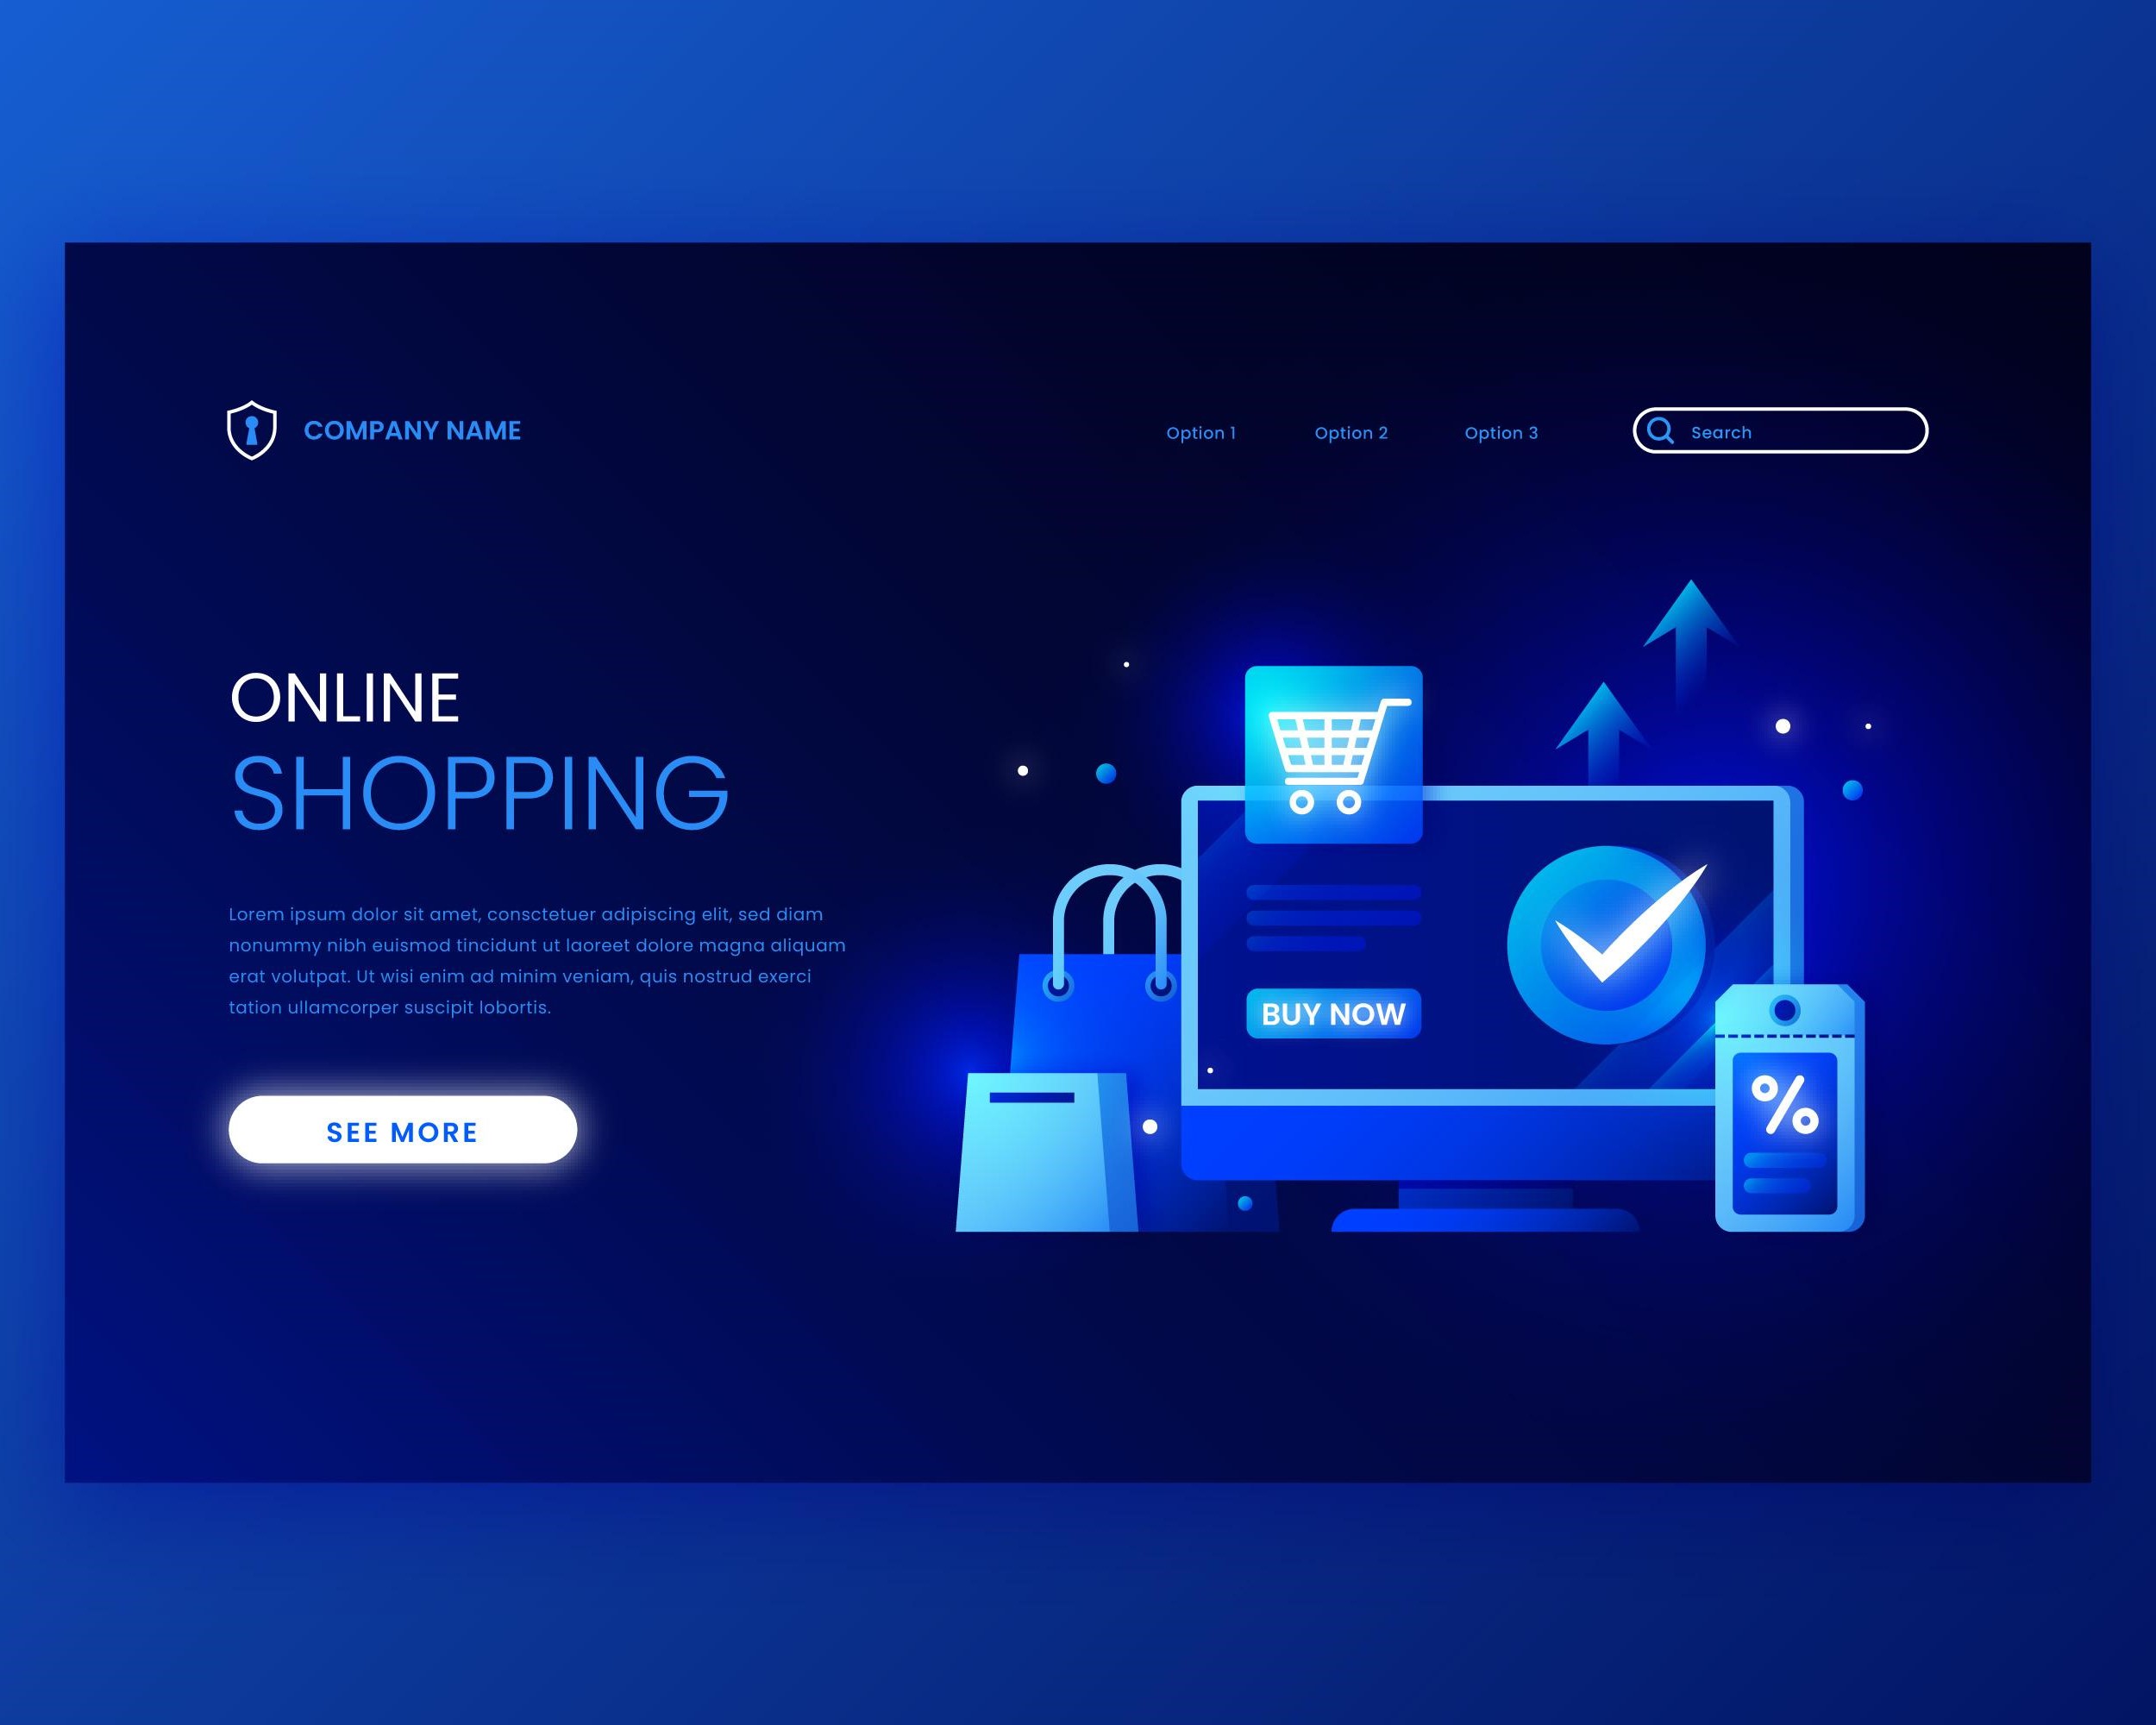 COMPANY NAME
Option 1 Option 2 Option 3 Search
ONLINE
SHOPPING
Lorem ipsum dolor sit amet, consctetuer adipiscing elit, sed diam
nonummy nibh euismod tincidunt ut laoreet dolore magna aliquam
erat volutpat. Ut wisi enim ad minim veniam, quis nostrud exerci
tation ullamcorper suscipit lobortis.
SEE MORE
BUY NOW
%